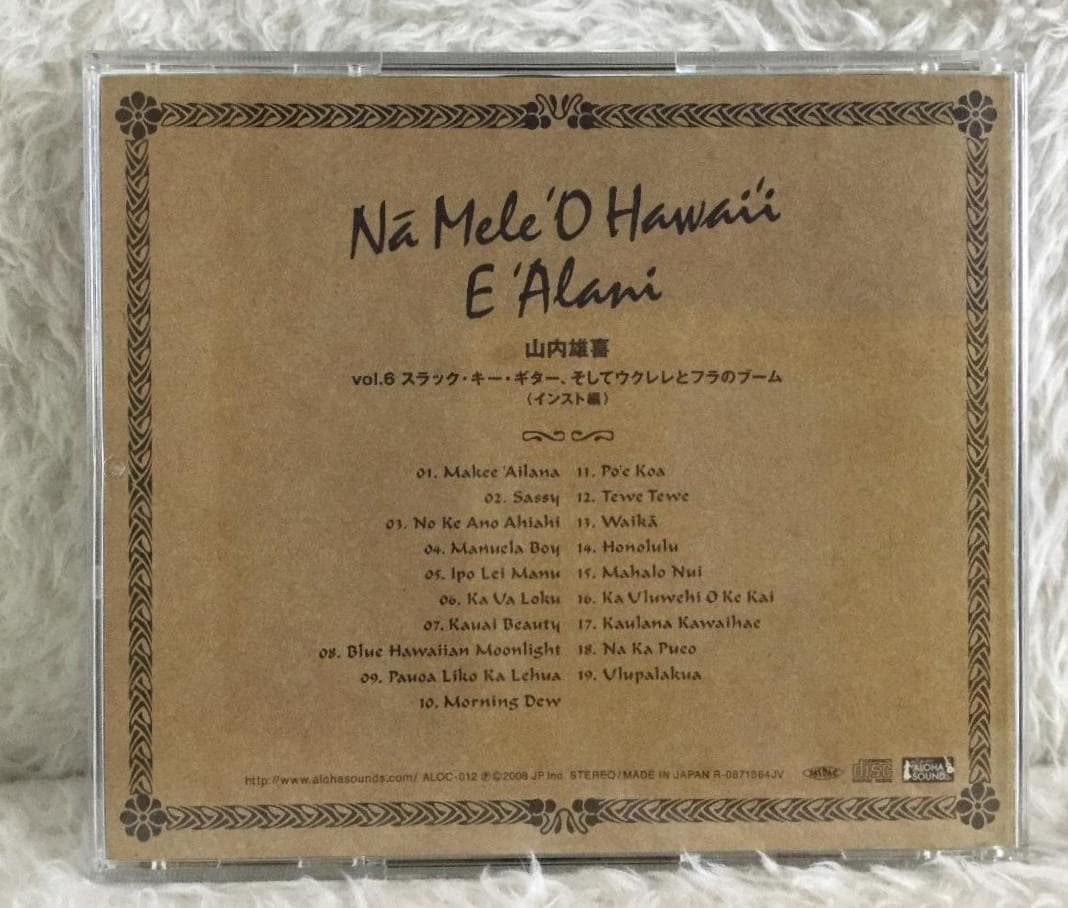 Nā Mele 'O Hawai'i
E 'Alani
山内雄喜
vol.6 スラック・キー・ギター、そしてウクレレとフラのブーム
(インスト編)
01. Makee 'Ailana
02. Sassy
03. No Ke Ano Ahiahi
04. Manuela Boy
05. Ipo Lei Manu
06. Ka Ua Loku
07. Kauai Beauty
08. Blue Hawaiian Moonlight
09. Pauoa Liko Ka Lehua
10. Morning Dew
11. Po'e Koa
12. Tewe Tewe
13. Waikā
14. Honolulu
15. Mahalo Nui
16. Ka Uluwehi O Ke Kai
17. Kaulana Kawaihae
18. Na Ka Pueo
19. Ulupalakua
http://www.alohasounds.com/ ALOC-012 ℗©2008 JP Inc. STEREO/MADE IN JAPAN R-0871364JV
disc
ALOHA
SOUND